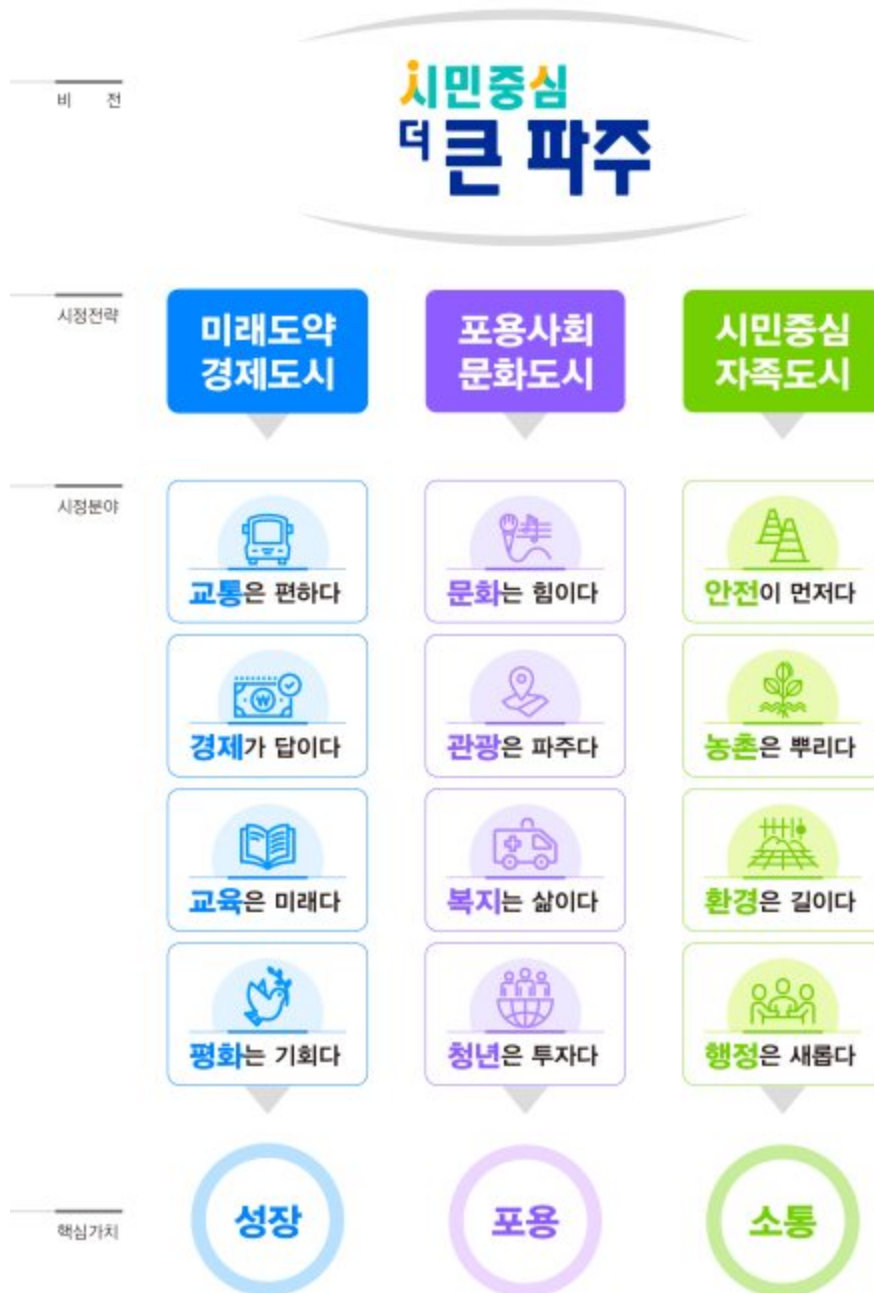 비 전
시민중심
더 큰 파주
시정전략
미래도약
경제도시
포용사회
문화도시
시민중심
자족도시
시정분야
교통은 편하다
문화는 힘이다
안전이 먼저다
경제가 답이다
관광은 파주다
농촌은 뿌리다
교육은 미래다
복지는 삶이다
환경은 길이다
평화는 기회다
청년은 투자다
행정은 새롭다
핵심가치
성장
포용
소통